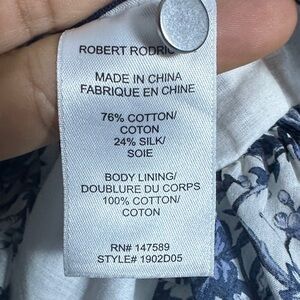 ROBERT
MADE IN CHINA
FABRIQUE EN CHINE
76% COTTON/
COTON
24% SILK/
SOIE
BODY LINING/
DOUBLURE DU CORPS
100% COTTON/
COTON
RN# 147589
STYLE# 1902D05